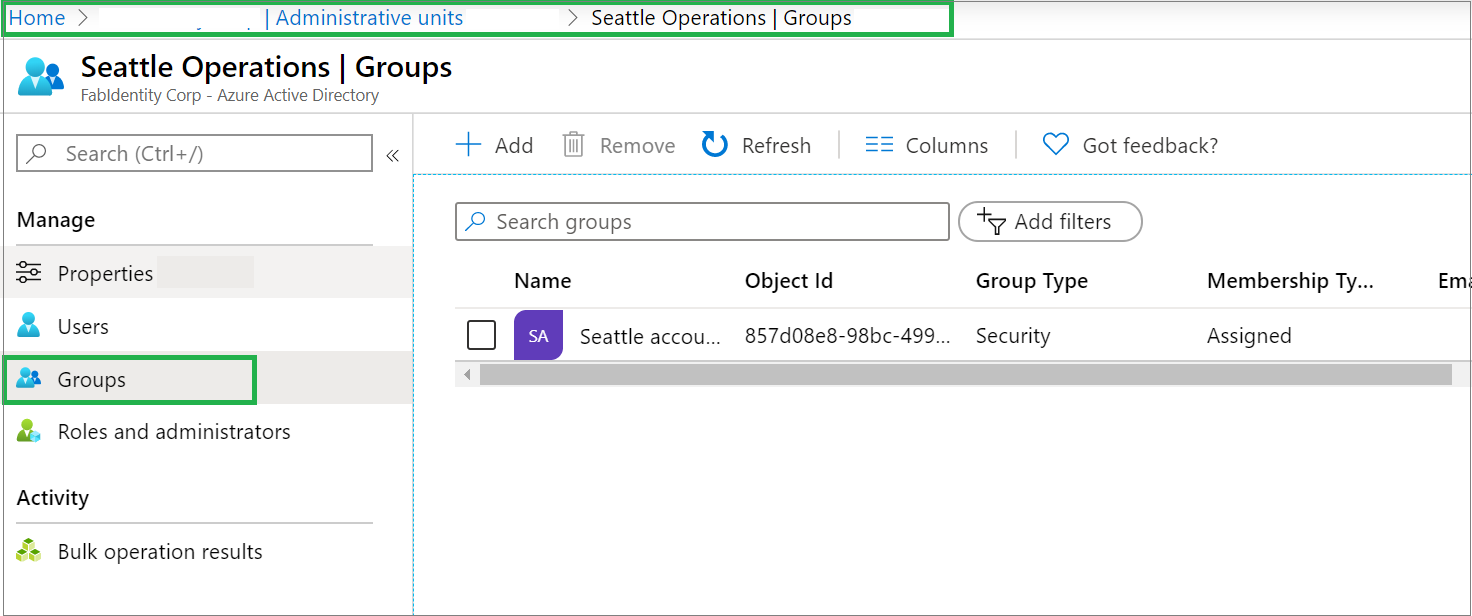 Home > | Administrative units > Seattle Operations | Groups
Seattle Operations | Groups
FabIdentity Corp - Azure Active Directory
Search (Ctrl+/) «
Manage
Properties
Users
Groups
Roles and administrators
Activity
Bulk operation results
Add Remove Refresh Columns Got feedback?
Search groups Add filters
Name Object Id Group Type Membership Ty... Ema
SA Seattle accou... 857d08e8-98bc-499... Security Assigned